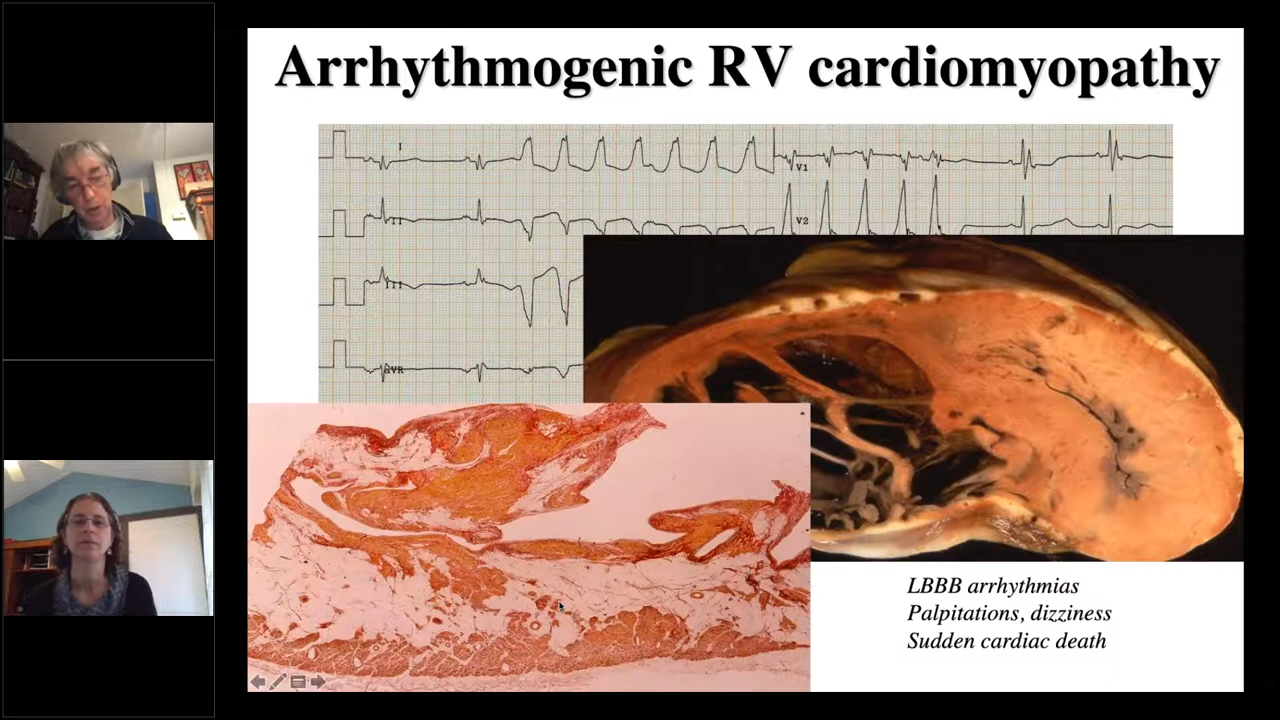 Arrhythmogenic RV cardiomyopathy
I
V1
II
V2
III
aVR
LBBB arrhythmias
Palpitations, dizziness
Sudden cardiac death